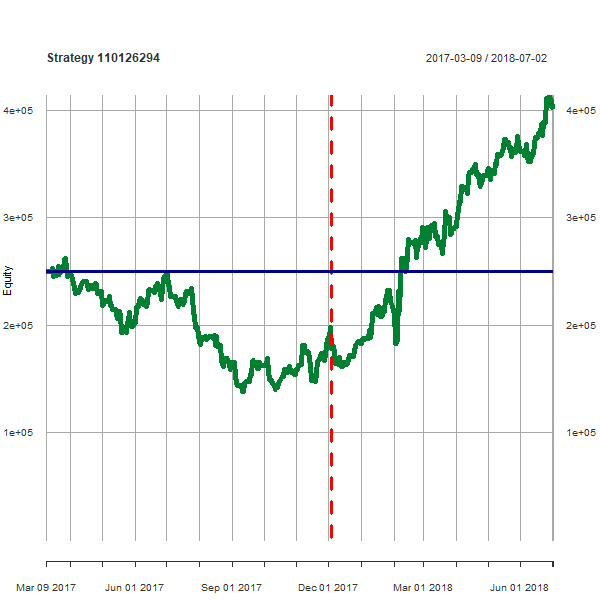 Strategy 110126294
2017-03-09 / 2018-07-02
4e+05
4e+05
3e+05
3e+05
Equity
2e+05
2e+05
1e+05
1e+05
Mar 09 2017
Jun 01 2017
Sep 01 2017
Dec 01 2017
Mar 01 2018
Jun 01 2018